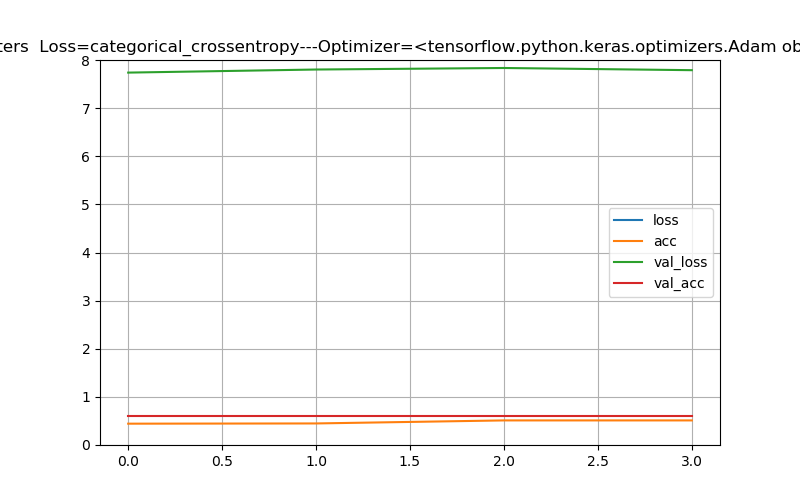 ters Loss=categorical_crossentropy---Optimizer=<tensorflow.python.keras.optimizers.Adam ob
8
7
6
5
4
3
2
1
0
loss
acc
val_loss
val_acc
0.0 0.5 1.0 1.5 2.0 2.5 3.0